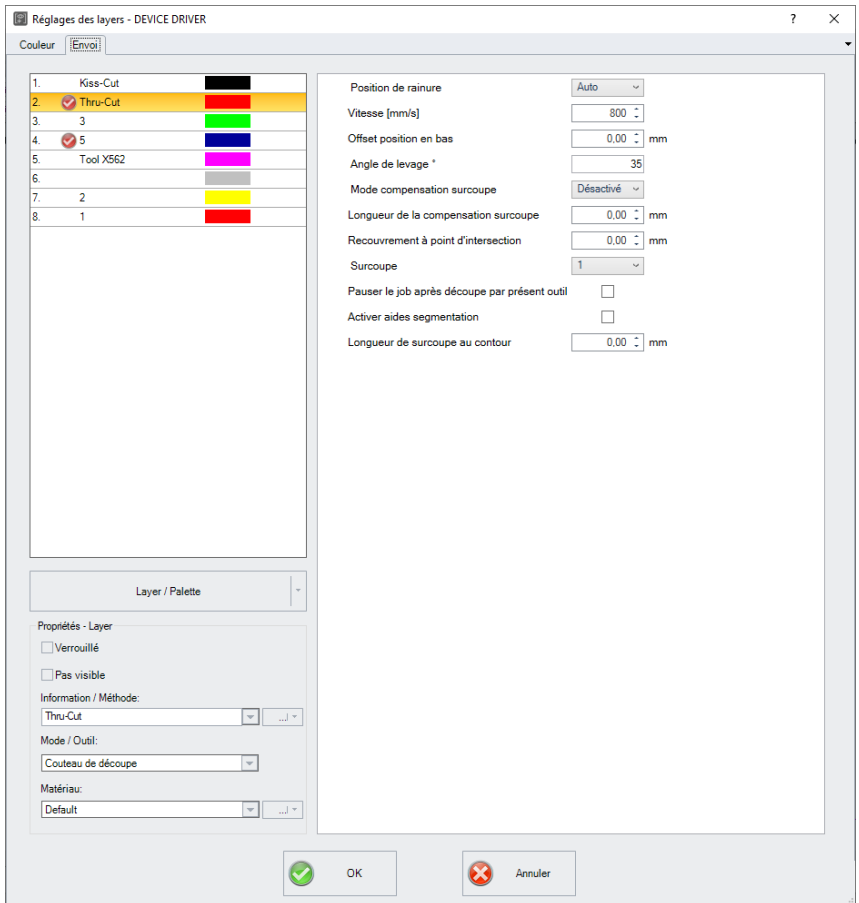 Réglages des layers - DEVICE DRIVER ?
Couleur Envoi
1. Kiss-Cut
2. Thru-Cut
3. 3
4. 5
5. Tool X562
6.
7. 2
8. 1
Layer / Palette
Propriétés - Layer
Verrouillé
Pas visible
Information / Méthode:
Thru-Cut ...
Mode / Outil:
Couteau de découpe
Matériau:
Default ...
Position de rainure Auto
Vitesse [mm/s] 800
Offset position en bas 0,00 mm
Angle de levage ° 35
Mode compensation surcoupe Désactivé
Longueur de la compensation surcoupe 0,00 mm
Recouvrement à point d'intersection 0,00 mm
Surcoupe 1
Pauser le job après découpe par présent outil
Activer aides segmentation
Longueur de surcoupe au contour 0,00 mm
OK Annuler